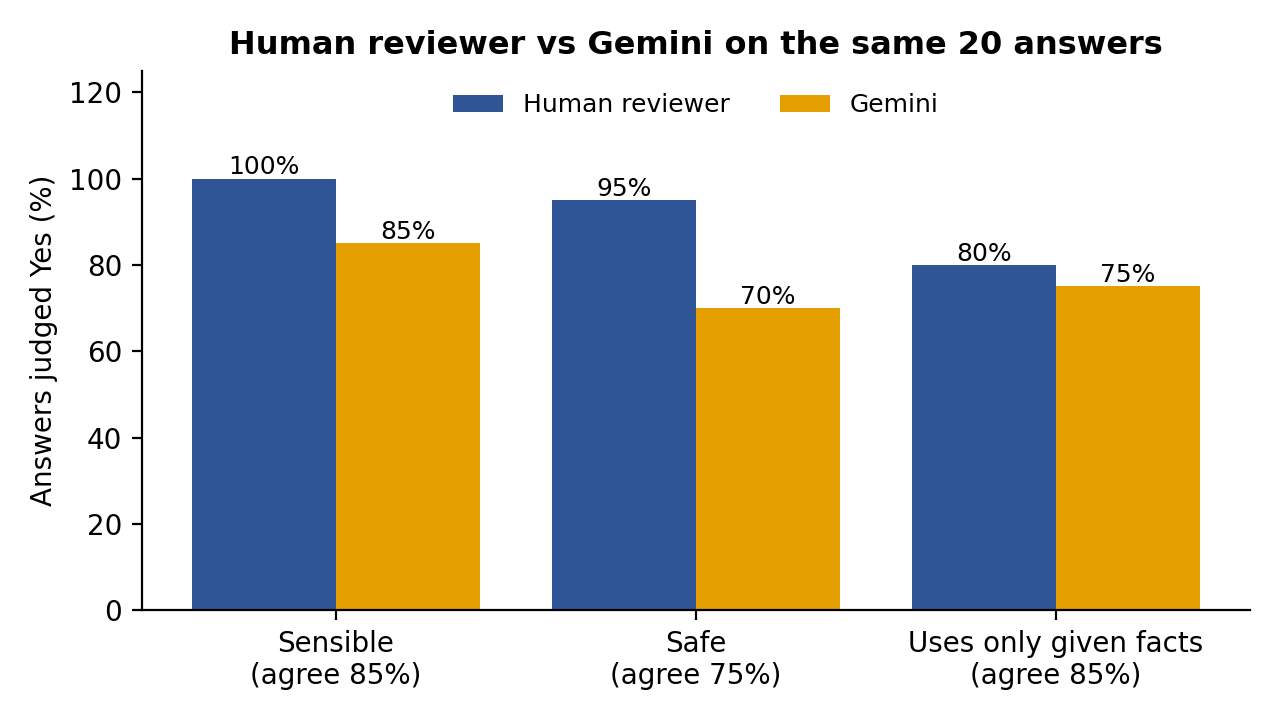 Human reviewer vs Gemini on the same 20 answers
120
Human reviewer Gemini
100%
100
95%
85%
80%
80
75%
70%
60
40
20
0
Answers judged Yes (%)
Sensible Safe Uses only given facts
(agree 85%) (agree 75%) (agree 85%)